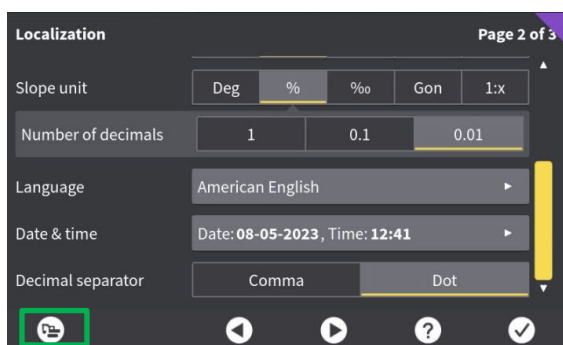 Localization Page 2 of 3
Slope unit Deg % ‰ Gon 1:x
Number of decimals 1 0.1 0.01
Language American English
Date & time Date: 08-05-2023, Time: 12:41
Decimal separator Comma Dot
?